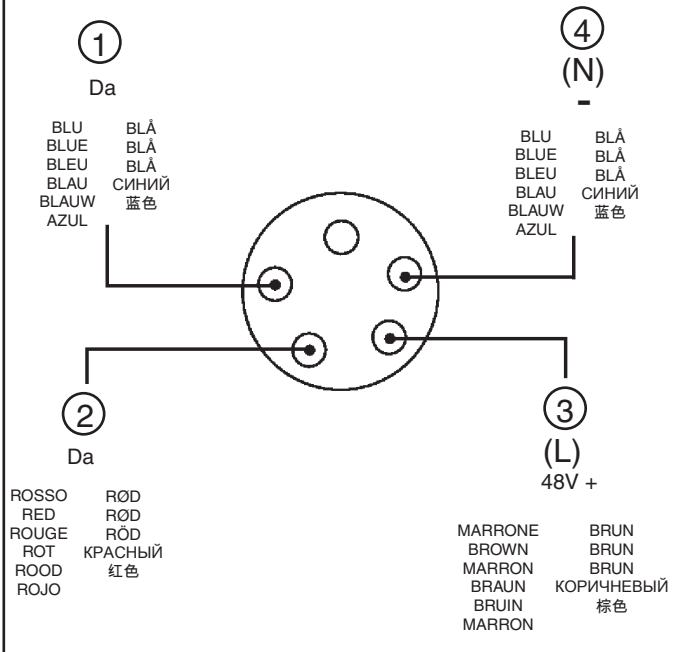 1
Da
BLU
BLUE
BLEU
BLAU
BLAUW
AZUL
BLÅ
BLÅ
BLÅ
СИНИЙ
蓝色
4
(N)
-
BLU
BLUE
BLEU
BLAU
BLAUW
AZUL
BLÅ
BLÅ
BLÅ
СИНИЙ
蓝色
2
Da
ROSSO
RED
ROUGE
ROT
ROOD
ROJO
RØD
RØD
RÖD
КРАСНЫЙ
红色
3
(L)
48V +
MARRONE
BROWN
MARRON
BRAUN
BRUIN
MARRON
BRUN
BRUN
BRUN
КОРИЧНЕВЫЙ
棕色